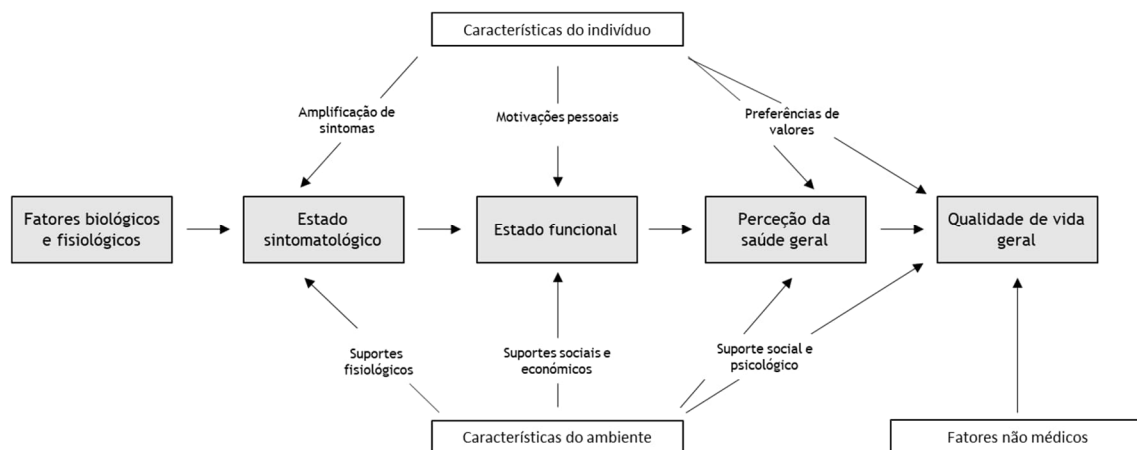 Características do indivíduo
Amplificação de
sintomas
Motivações pessoais
Preferências de
valores
Fatores biológicos
e fisiológicos
Estado
sintomatológico
Estado funcional
Perceção da
saúde geral
Qualidade de vida
geral
Suportes
fisiológicos
Suportes sociais e
económicos
Suporte social e
psicológico
Características do ambiente
Fatores não médicos